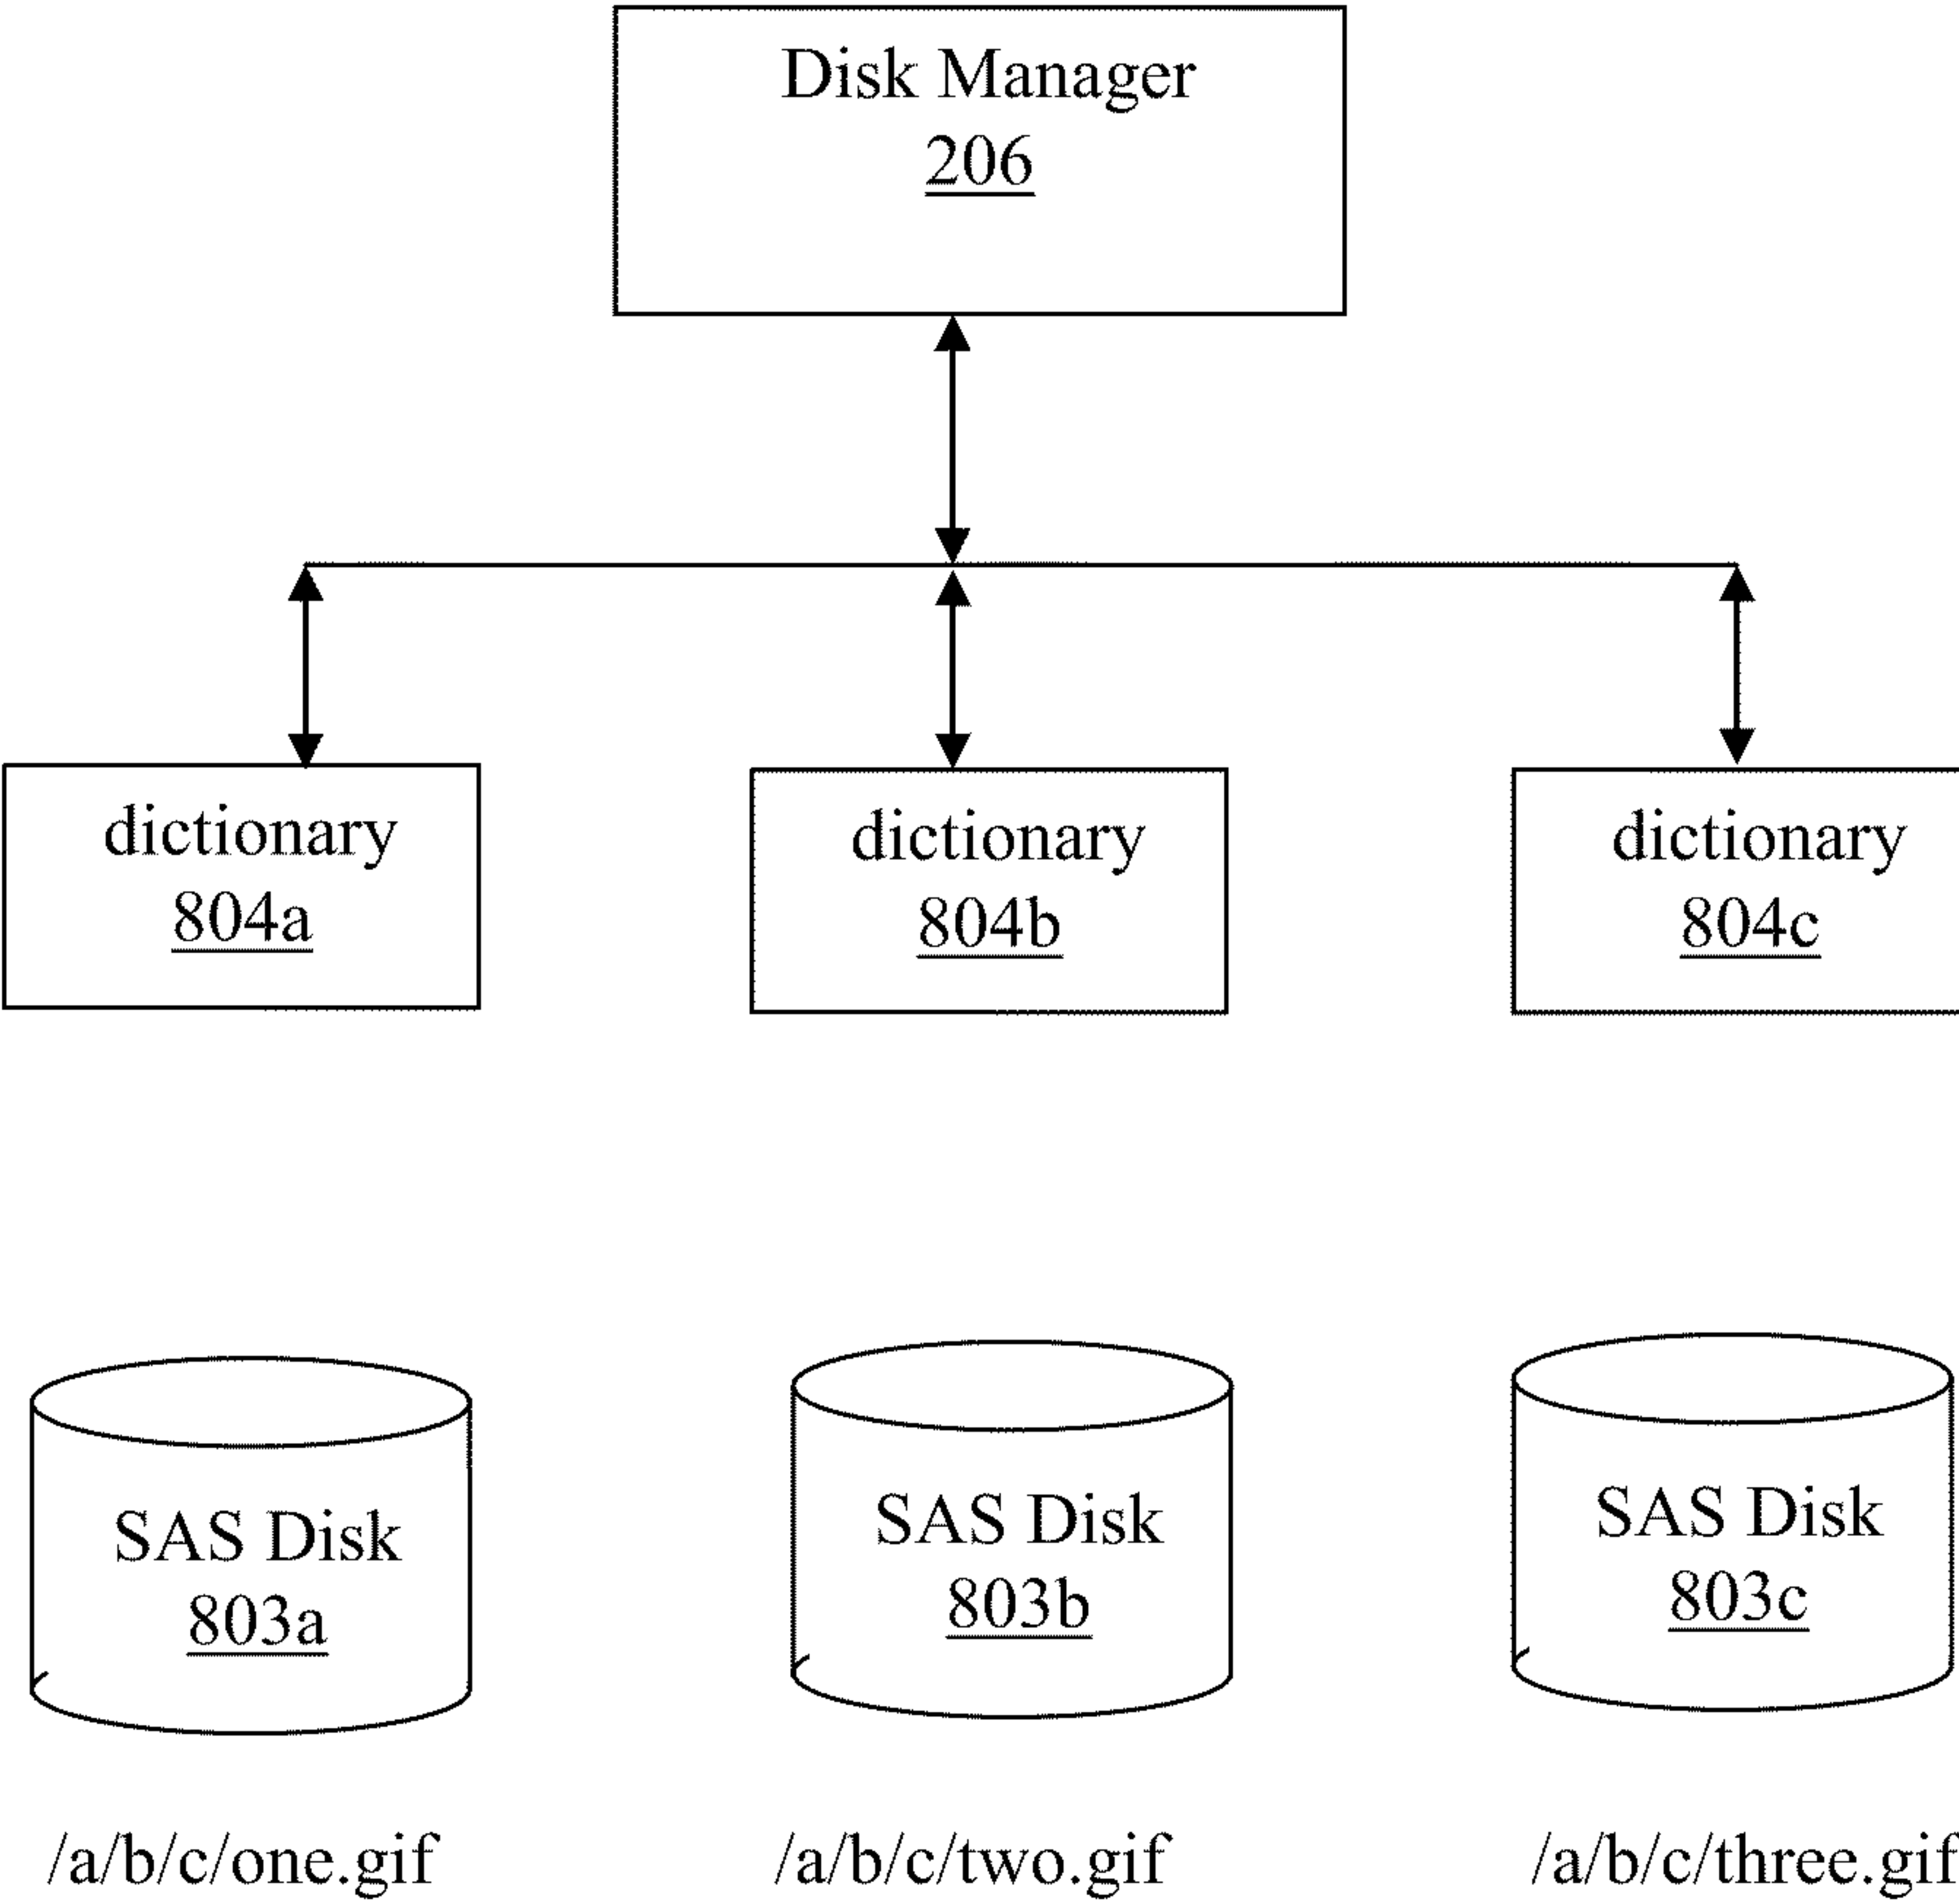 Disk Manager
206
dictionary
804a
dictionary
804b
dictionary
804c
SAS Disk
803a
SAS Disk
803b
SAS Disk
803c
/a/b/c/one.gif
/a/b/c/two.gif
/a/b/c/three.gif